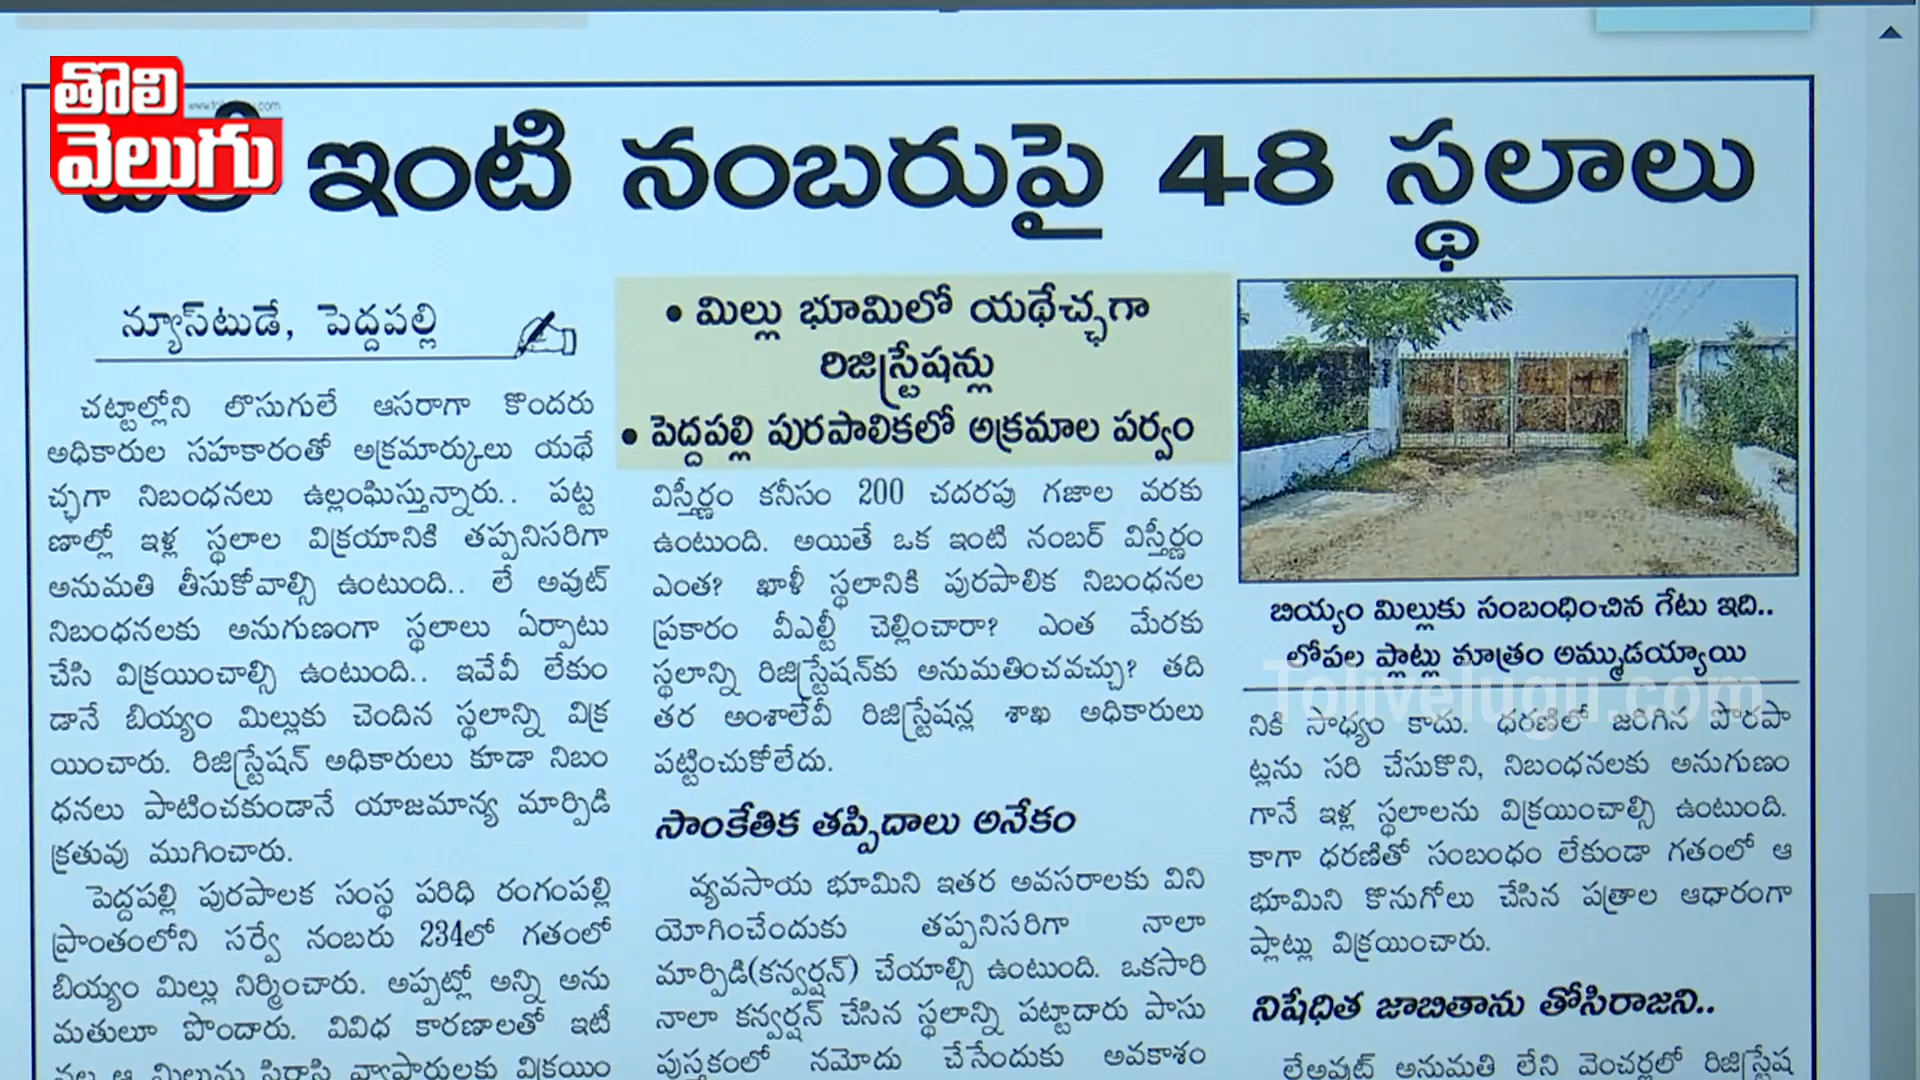 తొలి
వెలుగు
ఇంటి నంబరుపై 48 స్థలాలు
న్యూస్‌టుడే, పెద్దపల్లి
చట్టాల్లోని లొసుగులే ఆసరాగా కొందరు
అధికారుల సహకారంతో అక్రమార్కులు యథే
చ్ఛగా నిబంధనలు ఉల్లంఘిస్తున్నారు.. పట్ట
ణాల్లో ఇళ్ల స్థలాల విక్రయానికి తప్పనిసరిగా
అనుమతి తీసుకోవాల్సి ఉంటుంది.. లే అవుట్
నిబంధనలకు అనుగుణంగా స్థలాలు ఏర్పాటు
చేసి విక్రయించాల్సి ఉంటుంది.. ఇవేవీ లేకుం
డానే బియ్యం మిల్లుకు చెందిన స్థలాన్ని విక్ర
యించారు. రిజిస్ట్రేషన్ అధికారులు కూడా నిబం
ధనలు పాటించకుండానే యాజమాన్య మార్పిడి
క్రతువు ముగించారు.
పెద్దపల్లి పురపాలక సంస్థ పరిధి రంగంపల్లి
ప్రాంతంలోని సర్వే నంబరు 234లో గతంలో
బియ్యం మిల్లు నిర్మించారు. అప్పట్లో అన్ని అను
మతులూ పొందారు. వివిధ కారణాలతో ఇటీ
వల ఆ మిల్లును స్థిరాస్తి వ్యాపారులకు విక్రయిం
• మిల్లు భూమిలో యథేచ్ఛగా
రిజిస్ట్రేషన్లు
• పెద్దపల్లి పురపాలికలో అక్రమాల పర్వం
విస్తీర్ణం కనీసం 200 చదరపు గజాల వరకు
ఉంటుంది. అయితే ఒక ఇంటి నంబర్ విస్తీర్ణం
ఎంత? ఖాళీ స్థలానికి పురపాలిక నిబంధనల
ప్రకారం వీఎల్టీ చెల్లించారా? ఎంత మేరకు
స్థలాన్ని రిజిస్ట్రేషన్‌కు అనుమతించవచ్చు? తది
తర అంశాలేవీ రిజిస్ట్రేషన్ల శాఖ అధికారులు
పట్టించుకోలేదు.
సాంకేతిక తప్పిదాలు అనేకం
వ్యవసాయ భూమిని ఇతర అవసరాలకు విని
యోగించేందుకు తప్పనిసరిగా నాలా
మార్పిడి(కన్వర్షన్) చేయాల్సి ఉంటుంది. ఒకసారి
నాలా కన్వర్షన్ చేసిన స్థలాన్ని పట్టాదారు పాసు
పుస్తకంలో నమోదు చేసేందుకు అవకాశం
బియ్యం మిల్లుకు సంబంధించిన గేటు ఇది..
లోపల ప్లాట్లు మాత్రం అమ్ముడయ్యాయి
Tolivelugu.com
నికి సాధ్యం కాదు. ధరణిలో జరిగిన పొరపా
ట్లను సరి చేసుకొని, నిబంధనలకు అనుగుణం
గానే ఇళ్ల స్థలాలను విక్రయించాల్సి ఉంటుంది.
కాగా ధరణితో సంబంధం లేకుండా గతంలో ఆ
భూమిని కొనుగోలు చేసిన పత్రాల ఆధారంగా
ప్లాట్లు విక్రయించారు.
నిషేధిత జాబితాను తోసిరాజని..
లేఅవుట్ అనుమతి లేని వెంచర్లలో రిజిస్ట్రేష